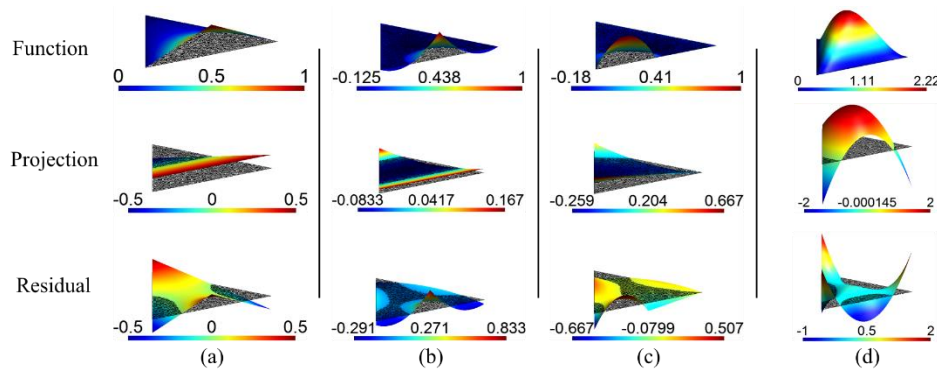 Function
0 0.5 1
-0.125 0.438 1
-0.18 0.41 1
0 1.11 2.22
Projection
-0.5 0 0.5
-0.0833 0.0417 0.167
-0.259 0.204 0.667
-2 -0.000145 2
Residual
-0.5 0 0.5
-0.291 0.271 0.833
-0.667 -0.0799 0.507
-1 0.5 2
(a) (b) (c) (d)